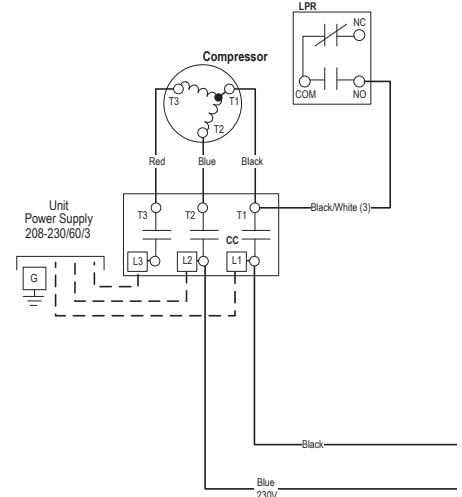 LPR
NC
COM
NO
Compressor
T3
T1
T2
Red
Blue
Black
Black/White (3)
Unit
Power Supply
208-230/60/3
G
T3
T2
T1
CC
L3
L2
L1
Black
Blue
230V